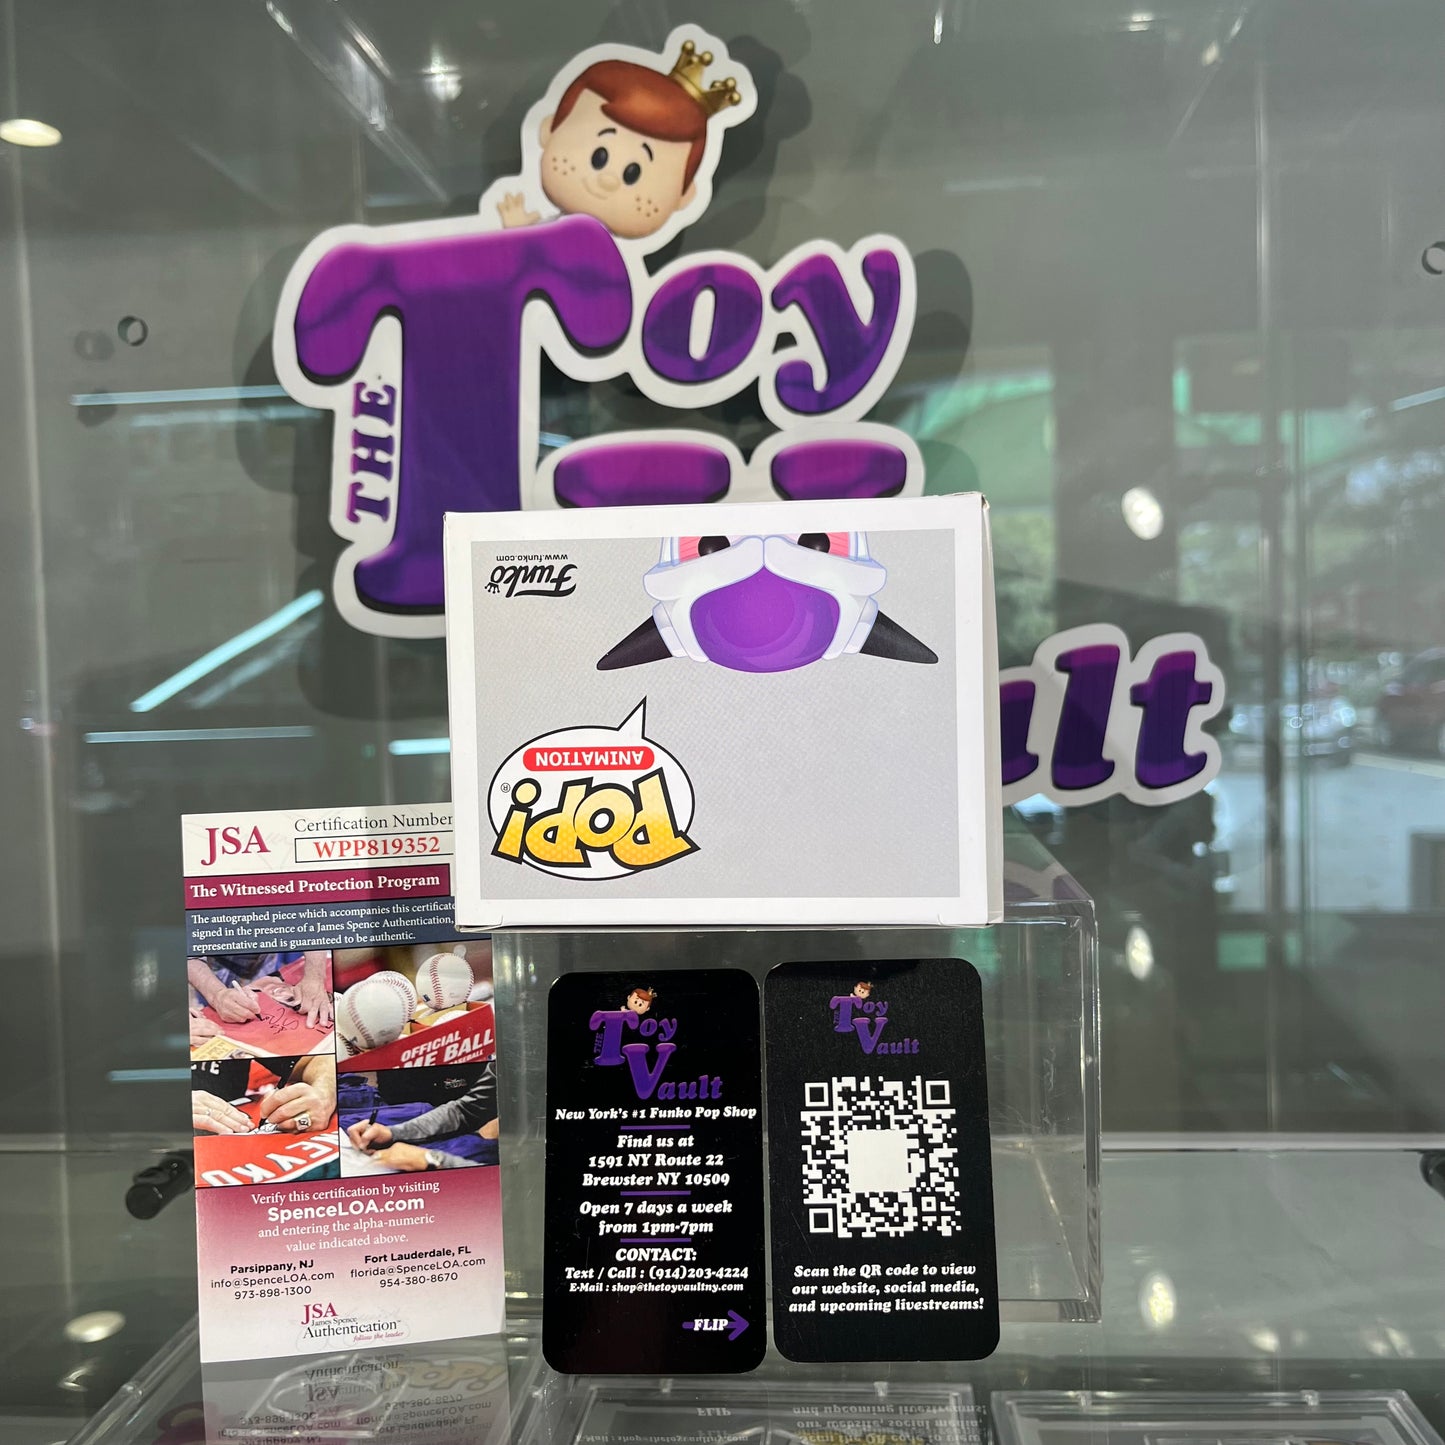 THE Toy
ault
Funko
www.funko.com
ANIMATION
POP!
®
JSA
Certification Number
WPP819352
The Witnessed Protection Program
The autographed piece which accompanies this certificate
signed in the presence of a James Spence Authentication,
representative and is guaranteed to be authentic.
OFFICIAL
ME BALL
BASEBALL
Verify this certification by visiting
SpenceLOA.com
and entering the alpha-numeric
value indicated above.
Parsippany, NJ
info@SpenceLOA.com
973-898-1300
Fort Lauderdale, FL
florida@SpenceLOA.com
954-380-8670
JSA
James Spence
Authentication
follow the leader
THE Toy
Vault
New York's #1 Funko Pop Shop
Find us at
1591 NY Route 22
Brewster NY 10509
Open 7 days a week
from 1pm-7pm
CONTACT:
Text / Call : (914)203-4224
E-Mail : shop@thetoyvaultny.com
FLIP
THE Toy
Vault
Scan the QR code to view
our website, social media,
and upcoming livestreams!